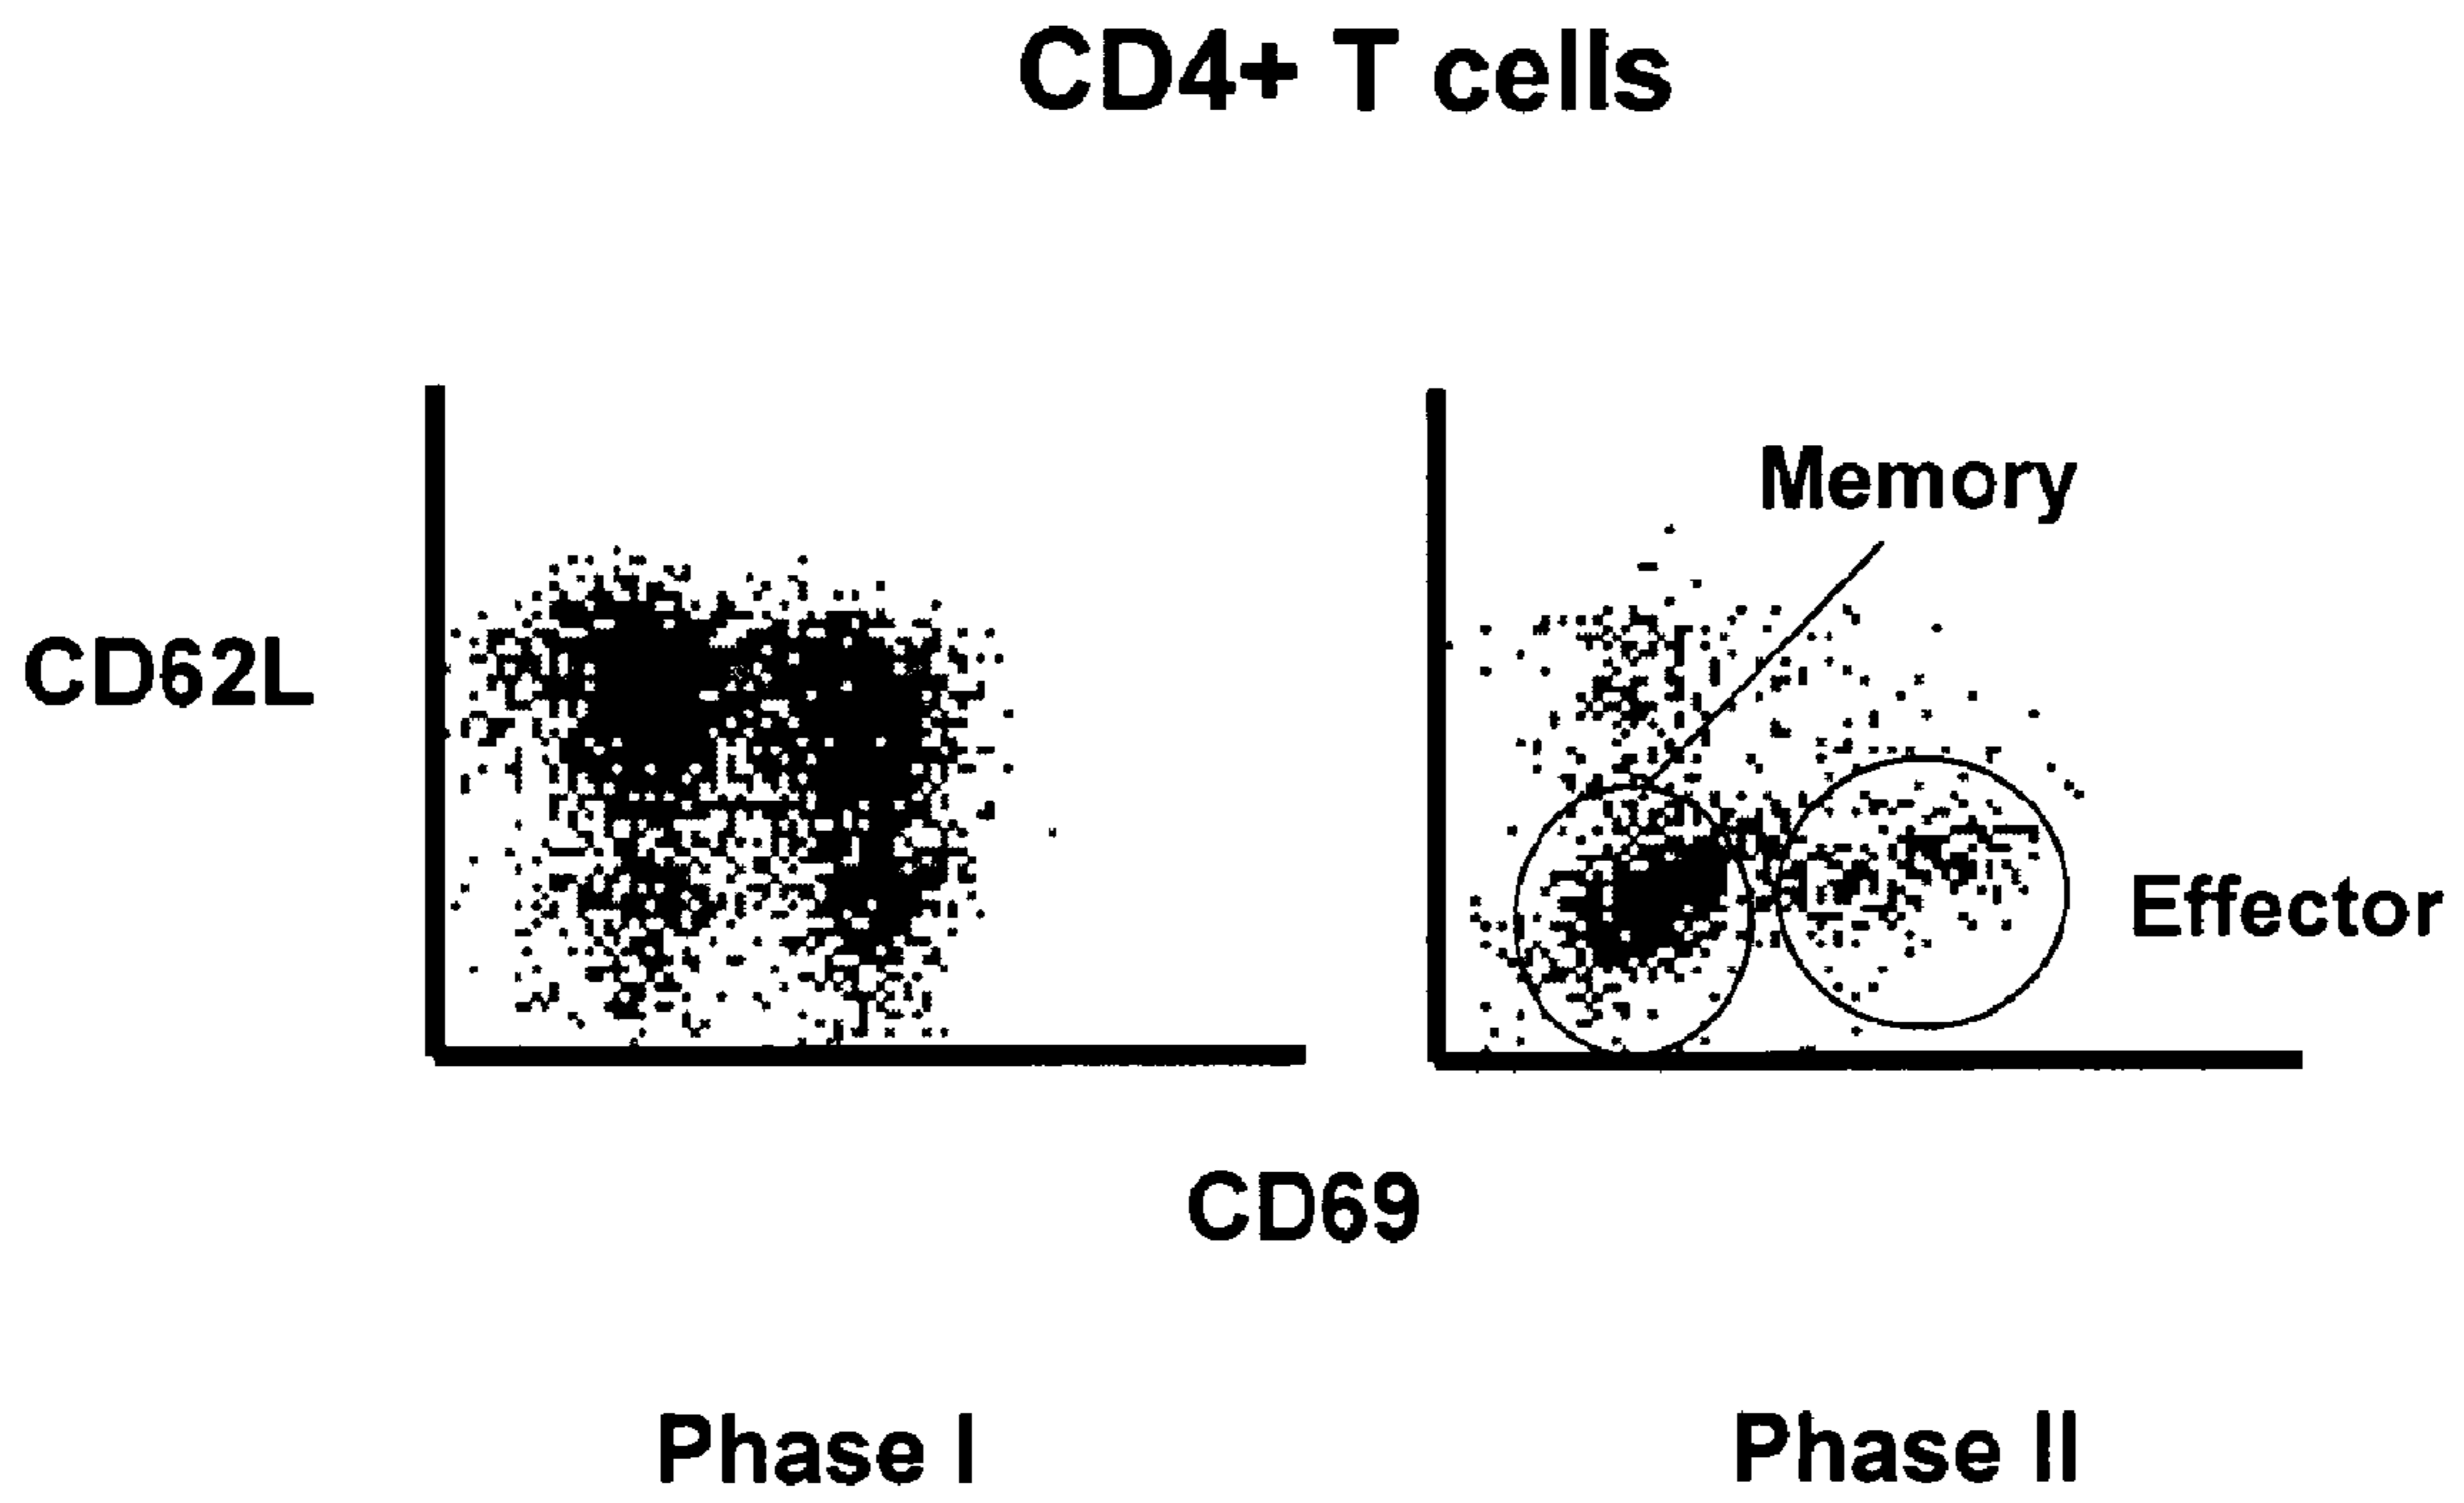 CD4+ T cells
Memory
CD62L
Effector
CD69
Phase I
Phase II